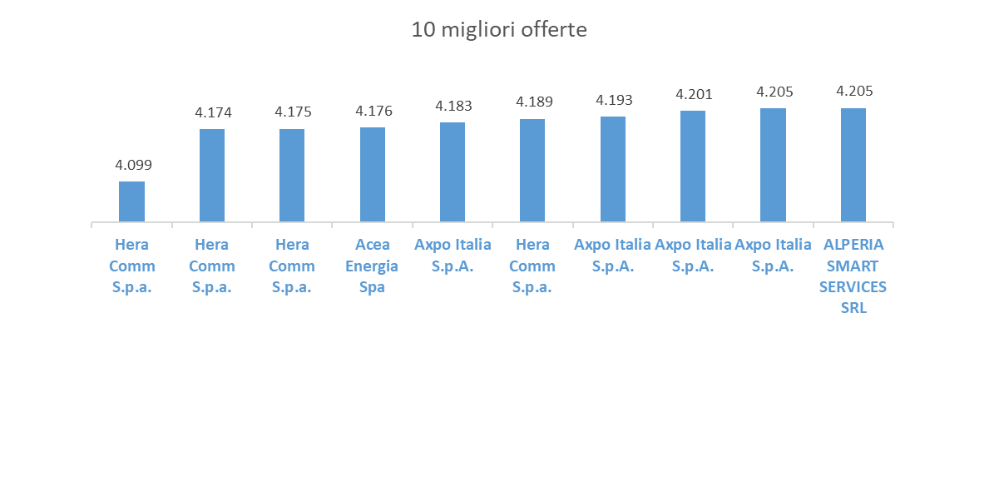 10 migliori offerte
4.099
4.174
4.175
4.176
4.183
4.189
4.193
4.201
4.205
4.205
Hera
Comm
S.p.a.
Hera
Comm
S.p.a.
Hera
Comm
S.p.a.
Acea
Energia
Spa
Axpo Italia
S.p.A.
Hera
Comm
S.p.a.
Axpo Italia
S.p.A.
Axpo Italia
S.p.A.
Axpo Italia
S.p.A.
ALPERIA
SMART
SERVICES
SRL